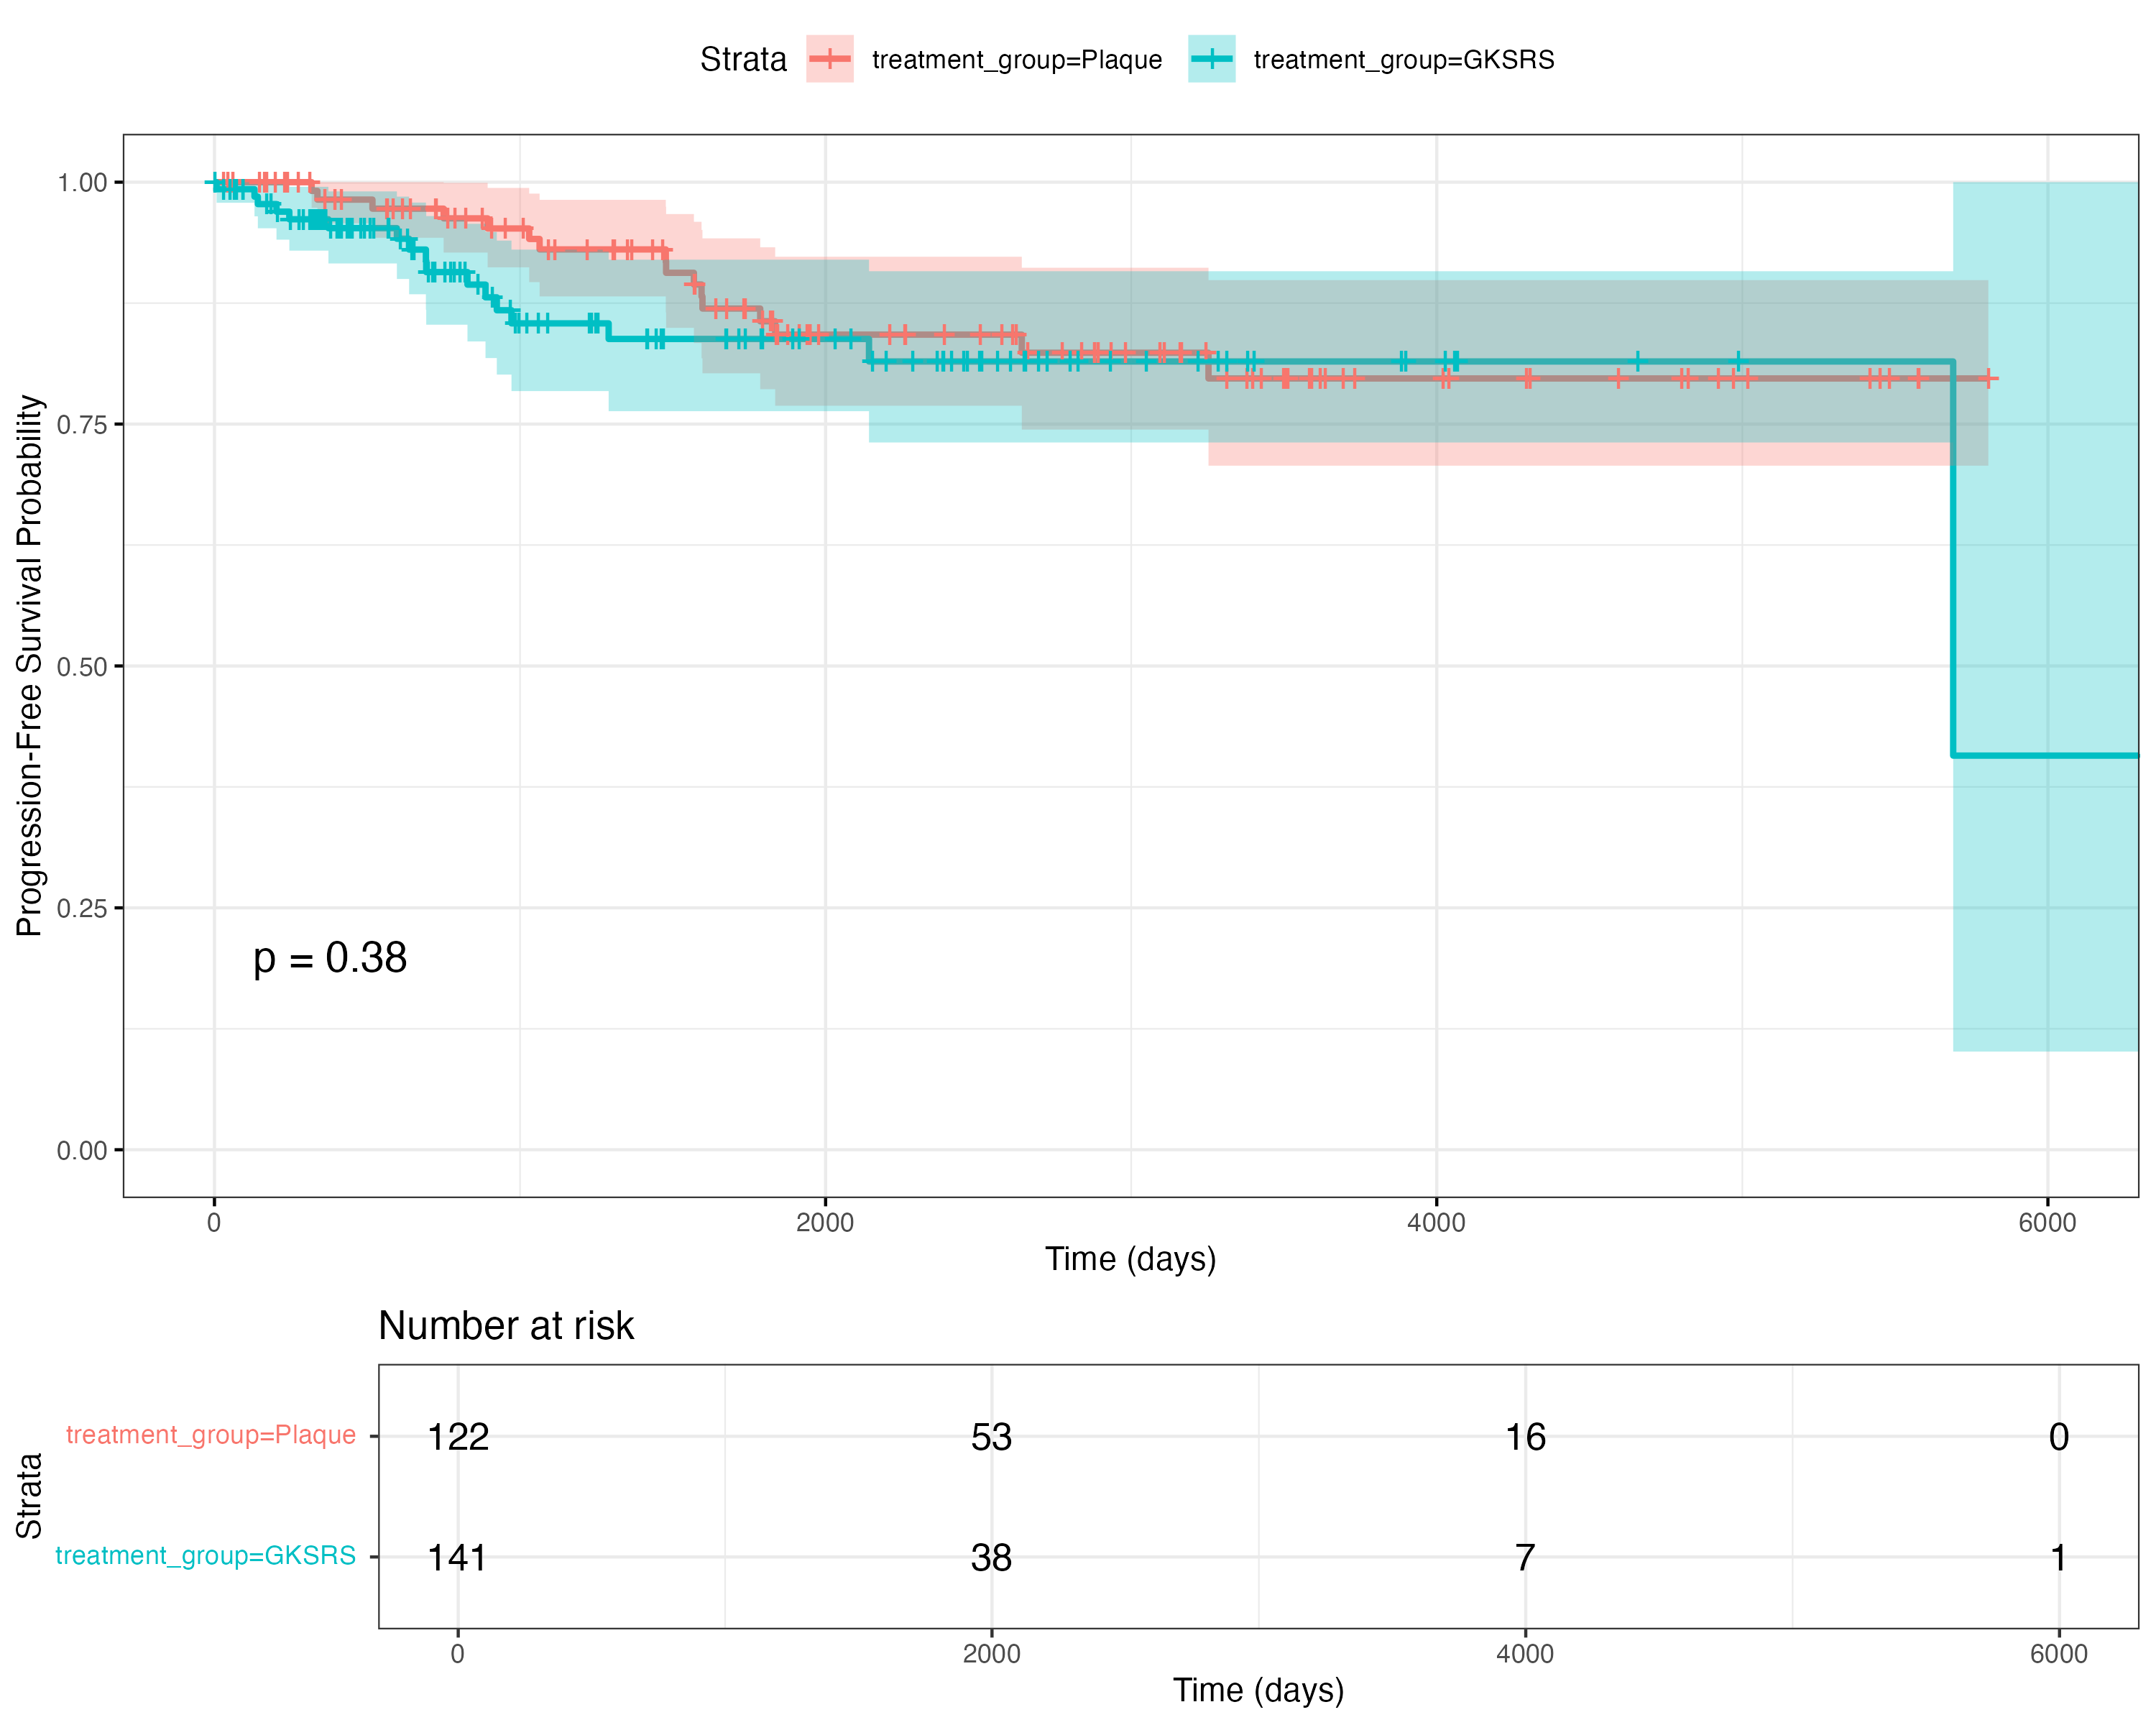 Strata treatment_group=Plaque treatment_group=GKSRS
Progression-Free Survival Probability
1.00
0.75
0.50
0.25
0.00
p = 0.38
0 2000 4000 6000
Time (days)
Number at risk
Strata
treatment_group=Plaque 122 53 16 0
treatment_group=GKSRS 141 38 7 1
0 2000 4000 6000
Time (days)